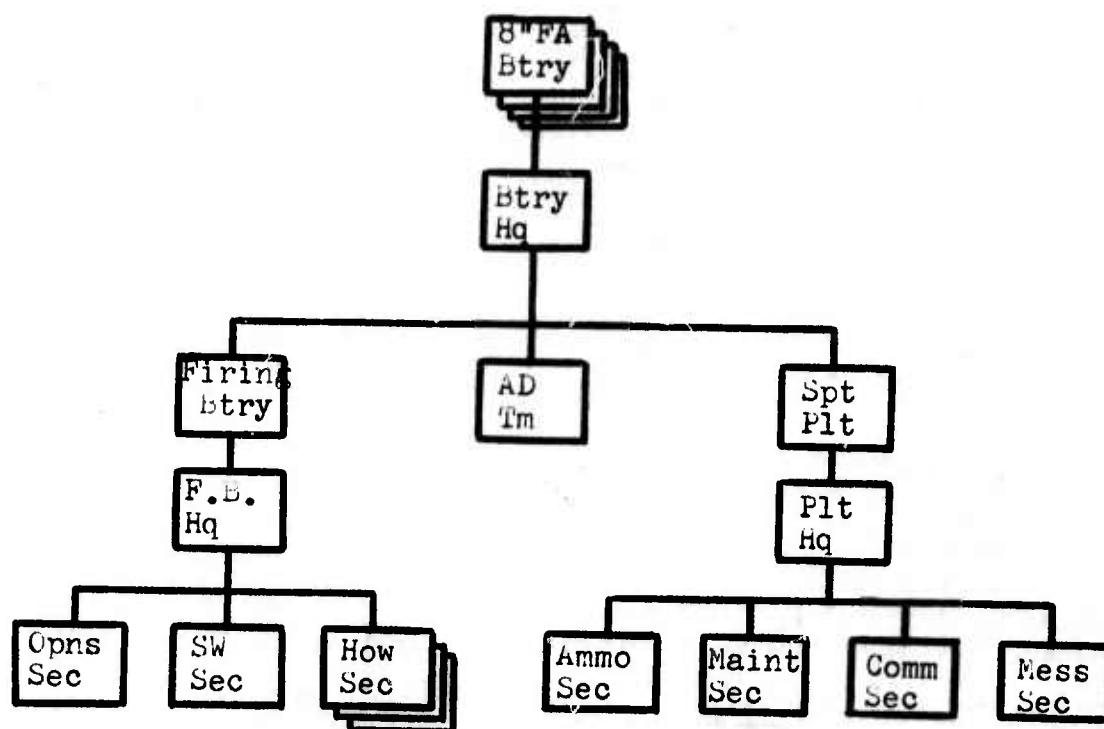 8"FA
Btry
Btry
Hq
Firing
Btry
AD
Tm
Spt
Plt
F.B.
Hq
Plt
Hq
Opns
Sec
SW
Sec
How
Sec
Ammo
Sec
Maint
Sec
Comm
Sec
Mess
Sec